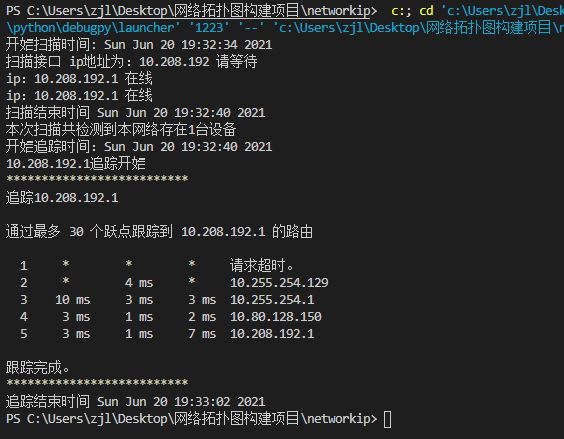 PS C:\Users\zjl\Desktop\网络拓扑图构建项目\networkip>  c:; cd 'c:\Users\zjl\Desk
\python\debugpy\launcher' '1223' '--' 'c:\Users\zjl\Desktop\网络拓扑图构建项目\n
开始扫描时间: Sun Jun 20 19:32:34 2021
扫描接口 ip地址为：10.208.192 请等待
ip：10.208.192.1 在线
ip：10.208.192.1 在线
扫描结束时间 Sun Jun 20 19:32:40 2021
本次扫描共检测到本网络存在1台设备
开始追踪时间: Sun Jun 20 19:32:40 2021
10.208.192.1追踪开始
***************************
追踪10.208.192.1
通过最多 30 个跃点跟踪到 10.208.192.1 的路由
1     *        *        *     请求超时。
2     *        4 ms     *     10.255.254.129
3    10 ms     3 ms     3 ms  10.255.254.1
4     3 ms     1 ms     2 ms  10.80.128.150
5     3 ms     1 ms     7 ms  10.208.192.1
跟踪完成。
***************************
追踪结束时间 Sun Jun 20 19:33:02 2021
PS C:\Users\zjl\Desktop\网络拓扑图构建项目\networkip>